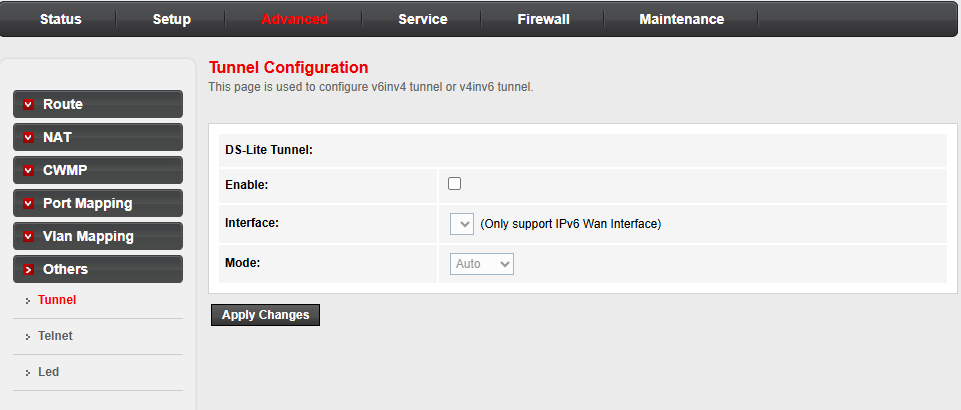 Status Setup Advanced Service Firewall Maintenance
Route
NAT
CWMP
Port Mapping
Vlan Mapping
Others
Tunnel
Telnet
Led
Tunnel Configuration
This page is used to configure v6inv4 tunnel or v4inv6 tunnel.
DS-Lite Tunnel:
Enable:
Interface: (Only support IPv6 Wan Interface)
Mode: Auto
Apply Changes